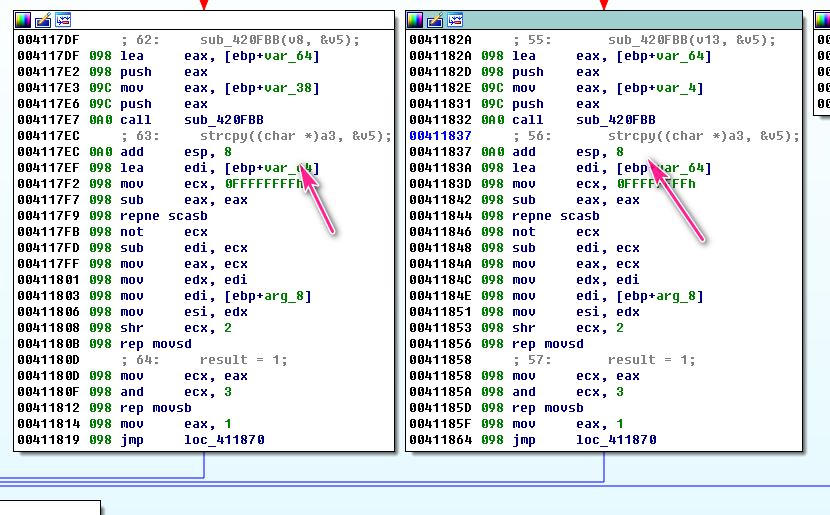 004117DF ; 62: sub_420FBB(v8, &v5);
004117DF 098 lea eax, [ebp+var_64]
004117E2 098 push eax
004117E3 09C mov eax, [ebp+var_38]
004117E6 09C push eax
004117E7 0A0 call sub_420FBB
004117EC ; 63: strcpy((char *)a3, &v5);
004117EC 0A0 add esp, 8
004117EF 098 lea edi, [ebp+var_64]
004117F2 098 mov ecx, 0FFFFFFFFh
004117F7 098 sub eax, eax
004117F9 098 repne scasb
004117FB 098 not ecx
004117FD 098 sub edi, ecx
004117FF 098 mov eax, ecx
00411801 098 mov edx, edi
00411803 098 mov edi, [ebp+arg_8]
00411806 098 mov esi, edx
00411808 098 shr ecx, 2
0041180B 098 rep movsd
0041180D ; 64: result = 1;
0041180D 098 mov ecx, eax
0041180F 098 and ecx, 3
00411812 098 rep movsb
00411814 098 mov eax, 1
00411819 098 jmp loc_411870
0041182A ; 55: sub_420FBB(v13, &v5);
0041182A 098 lea eax, [ebp+var_64]
0041182D 098 push eax
0041182E 09C mov eax, [ebp+var_4]
00411831 09C push eax
00411832 0A0 call sub_420FBB
00411837 ; 56: strcpy((char *)a3, &v5);
00411837 0A0 add esp, 8
0041183A 098 lea edi, [ebp+var_64]
0041183D 098 mov ecx, 0FFFFFFFFh
00411842 098 sub eax, eax
00411844 098 repne scasb
00411846 098 not ecx
00411848 098 sub edi, ecx
0041184A 098 mov eax, ecx
0041184C 098 mov edx, edi
0041184E 098 mov edi, [ebp+arg_8]
00411851 098 mov esi, edx
00411853 098 shr ecx, 2
00411856 098 rep movsd
00411858 ; 57: result = 1;
00411858 098 mov ecx, eax
0041185A 098 and ecx, 3
0041185D 098 rep movsb
0041185F 098 mov eax, 1
00411864 098 jmp loc_411870